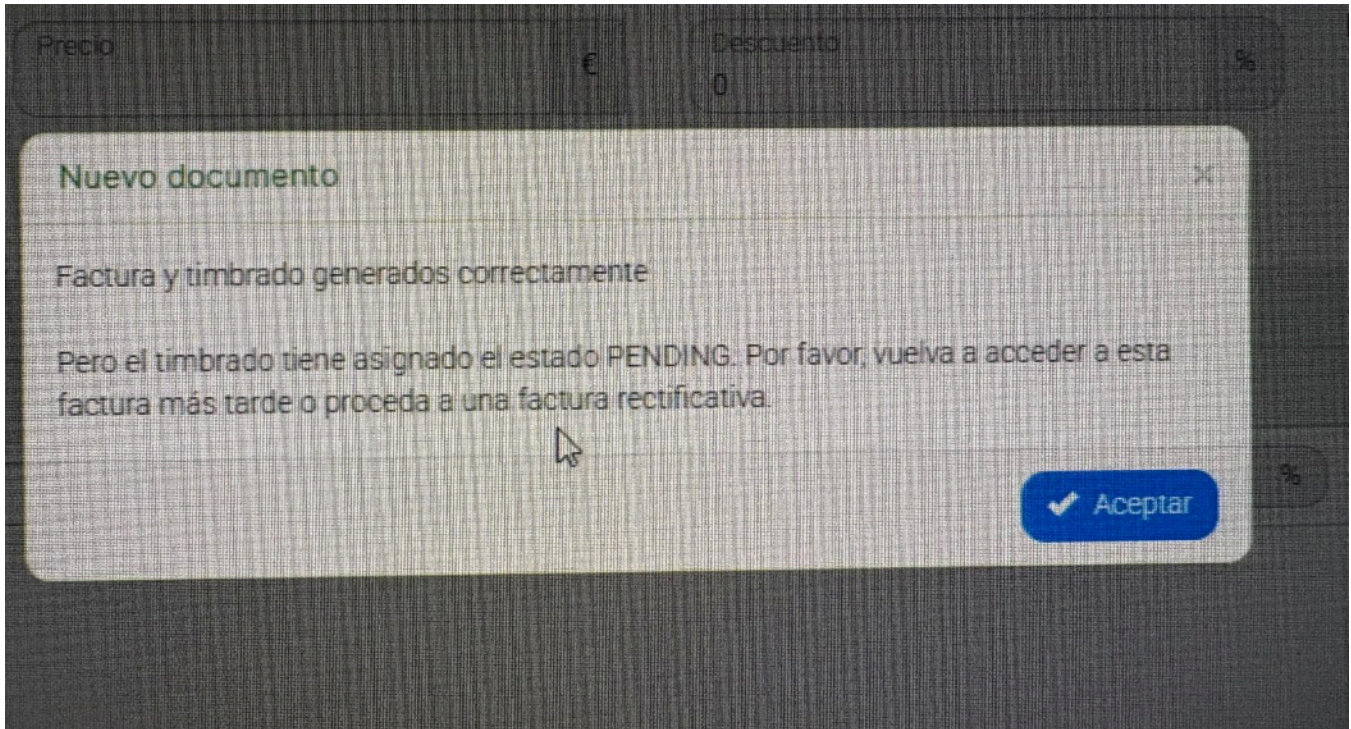 Precio
€
Descuento
0
%
Nuevo documento
Factura y timbrado generados correctamente
Pero el timbrado tiene asignado el estado PENDING. Por favor, vuelva a acceder a esta
factura más tarde o proceda a una factura rectificativa.
%
Aceptar